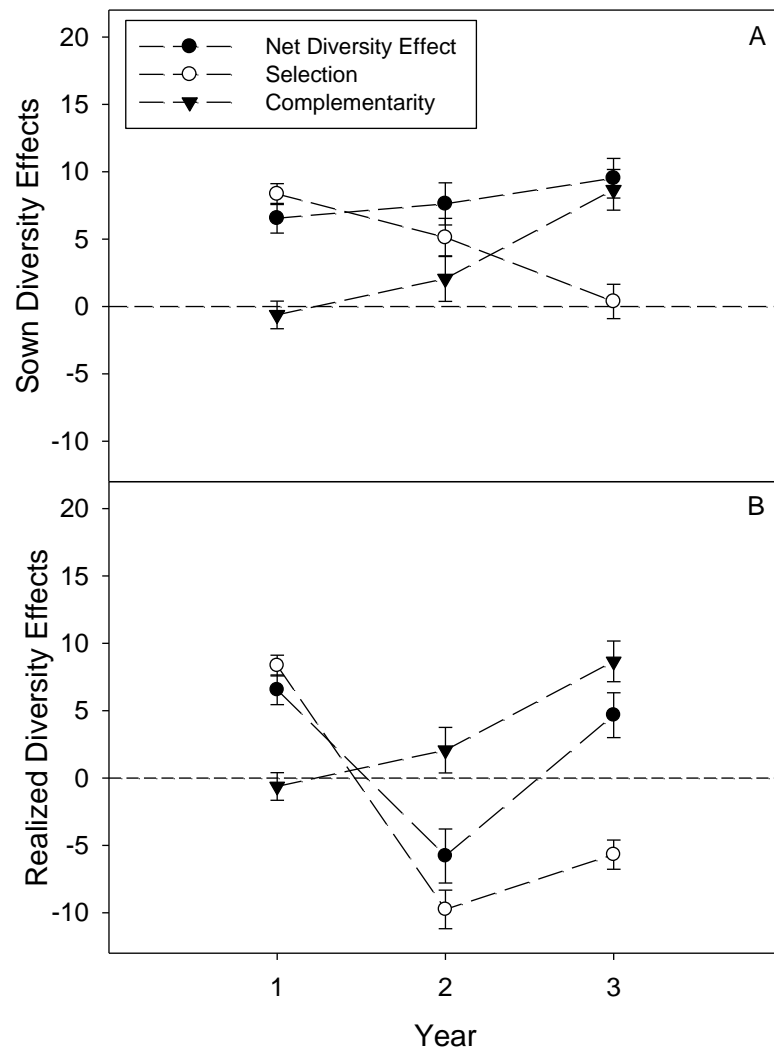 A
Net Diversity Effect
Selection
Complementarity
Sown Diversity Effects
20
15
10
5
0
-5
-10
B
Realized Diversity Effects
20
15
10
5
0
-5
-10
1 2 3
Year